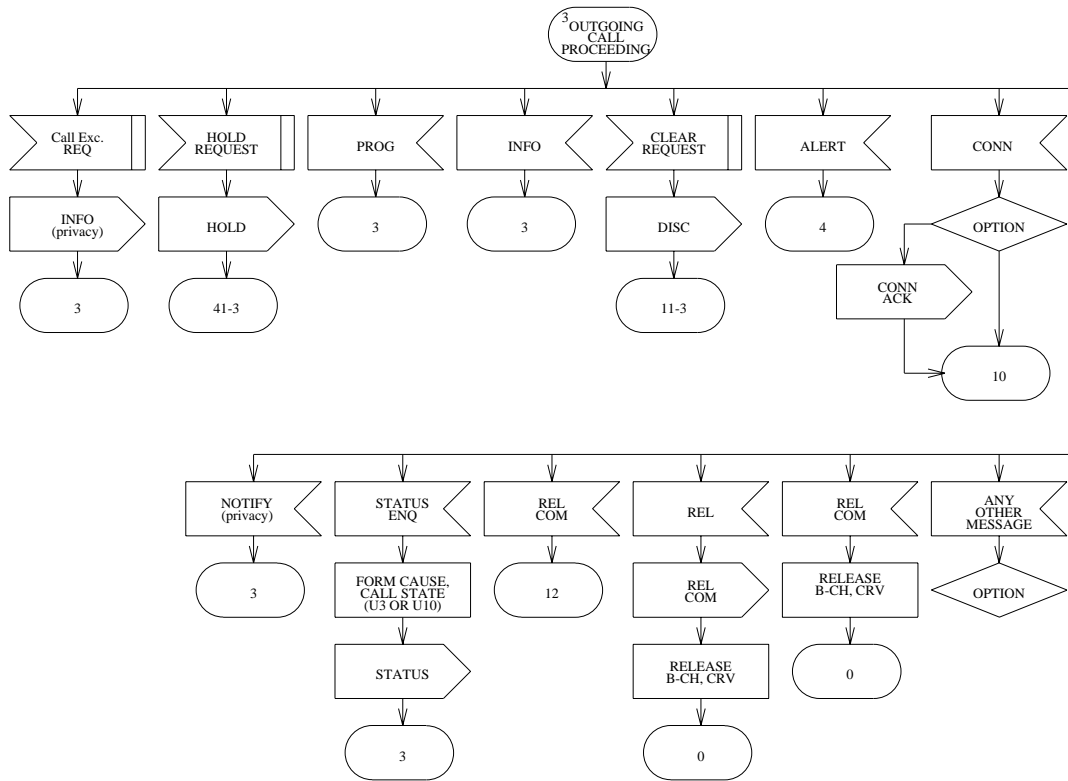 3
OUTGOING
CALL
PROCEEDING
Call Exc.
REQ
HOLD
REQUEST
PROG
INFO
CLEAR
REQUEST
ALERT
CONN
INFO
(privacy)
HOLD
3
3
DISC
4
OPTION
3
41-3
11-3
CONN
ACK
10
NOTIFY
(privacy)
STATUS
ENQ
REL
COM
REL
REL
COM
ANY
OTHER
MESSAGE
3
FORM CAUSE,
CALL STATE
(U3 OR U10)
12
REL
COM
RELEASE
B-CH, CRV
OPTION
STATUS
RELEASE
B-CH, CRV
0
3
0